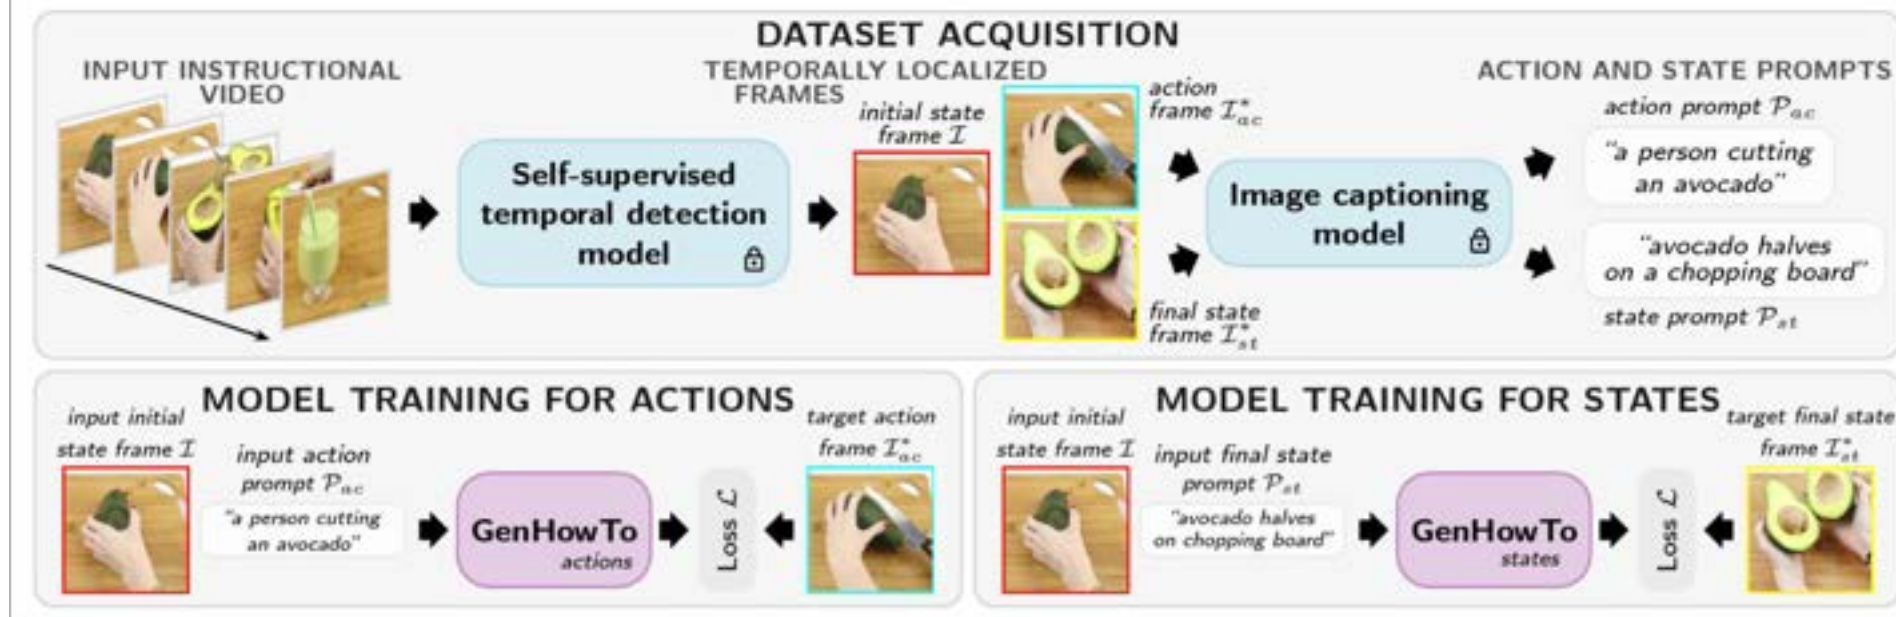 DATASET ACQUISITION
INPUT INSTRUCTIONAL
VIDEO
TEMPORALLY LOCALIZED
FRAMES
initial state
frame I
action
frame I*ac
ACTION AND STATE PROMPTS
action prompt Pac
Self-supervised
temporal detection
model
Image captioning
model
“a person cutting
an avocado”
“avocado halves
on a chopping board”
final state
frame I*st
state prompt Pst
MODEL TRAINING FOR ACTIONS
input initial
state frame I
input action
prompt Pac
“a person cutting
an avocado”
GenHowTo
actions
Loss L
target action
frame I*ac
MODEL TRAINING FOR STATES
input initial
state frame I
input final state
prompt Pst
“avocado halves
on chopping board”
GenHowTo
states
Loss L
target final state
frame I*st